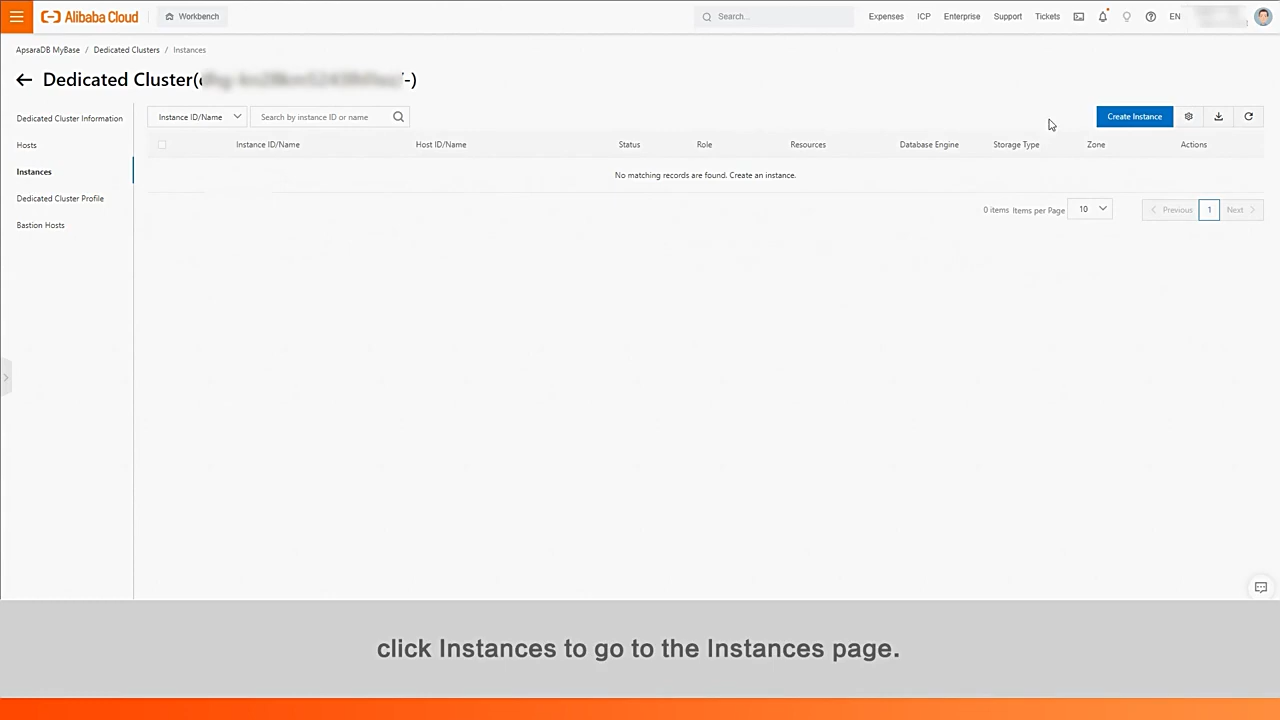 Alibaba Cloud Workbench Search... Expenses ICP Enterprise Support Tickets EN
ApsaraDB MyBase / Dedicated Clusters / Instances
Dedicated Cluster( -)
Dedicated Cluster Information
Hosts
Instances
Dedicated Cluster Profile
Bastion Hosts
Instance ID/Name Search by instance ID or name Create Instance
Instance ID/Name Host ID/Name Status Role Resources Database Engine Storage Type Zone Actions
No matching records are found. Create an instance.
0 items Items per Page 10 Previous 1 Next
click Instances to go to the Instances page.